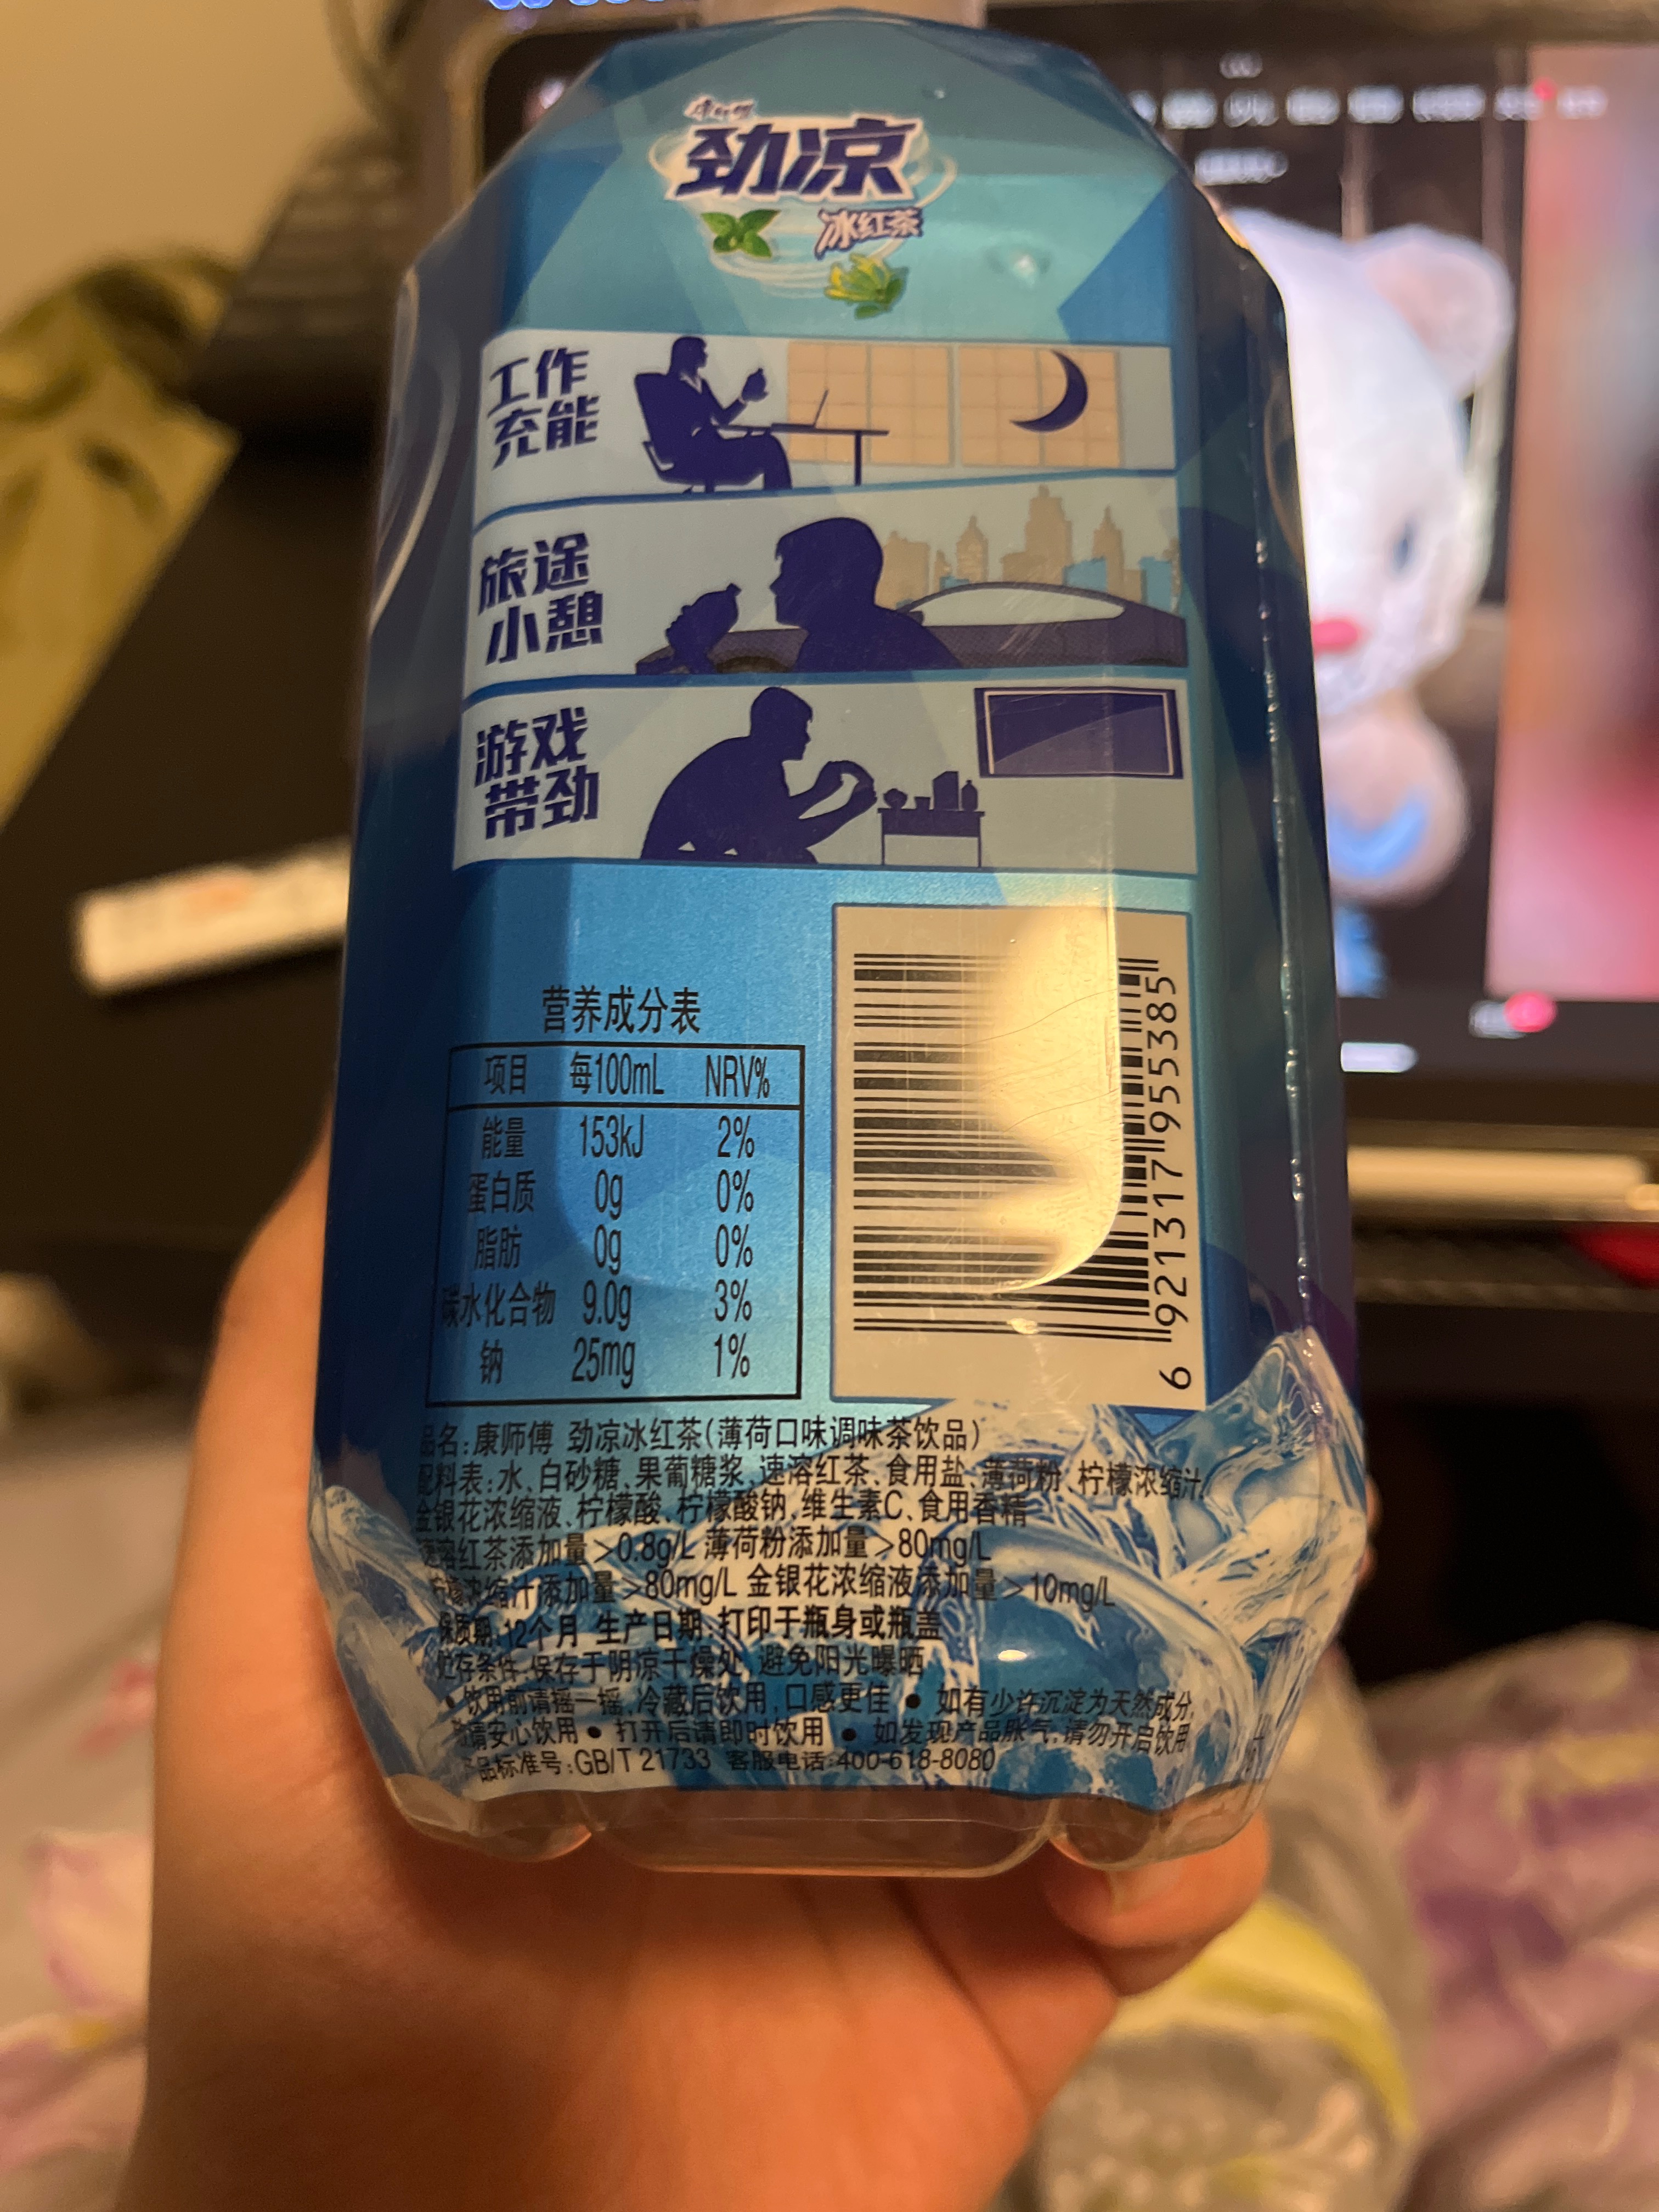 康师傅
劲凉
冰红茶
工作
充能
旅途
小憩
游戏
带劲
营养成分表
项目 每100mL NRV%
能量 153kJ 2%
蛋白质 0g 0%
脂肪 0g 0%
碳水化合物 9.0g 3%
钠 25mg 1%
6 921317 955385
品名:康师傅 劲凉冰红茶(薄荷口味调味茶饮品)
配料表:水、白砂糖、果葡糖浆、速溶红茶、食用盐、薄荷粉、柠檬浓缩汁、
金银花浓缩液、柠檬酸、柠檬酸钠、维生素C、食用香精
速溶红茶添加量>0.8g/L 薄荷粉添加量>80mg/L
柠檬浓缩汁添加量>80mg/L 金银花浓缩液添加量>10mg/L
保质期:12个月 生产日期:打印于瓶身或瓶盖
贮存条件:保存于阴凉干燥处,避免阳光曝晒
• 饮用前请摇一摇,冷藏后饮用,口感更佳 • 如有少许沉淀为天然成分,
请安心饮用 • 打开后请即时饮用 • 如发现产品胀气,请勿开启饮用
品标准号:GB/T 21733 客服电话:400-618-8080